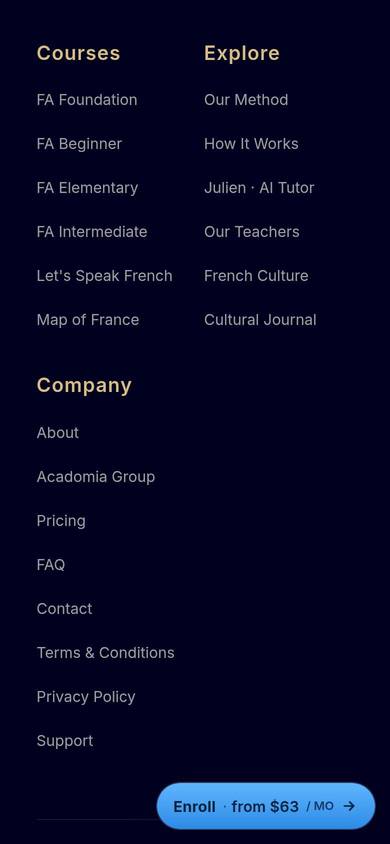 Courses
FA Foundation
FA Beginner
FA Elementary
FA Intermediate
Let's Speak French
Map of France
Explore
Our Method
How It Works
Julien · AI Tutor
Our Teachers
French Culture
Cultural Journal
Company
About
Acadomia Group
Pricing
FAQ
Contact
Terms & Conditions
Privacy Policy
Support
Enroll · from $63 / MO →